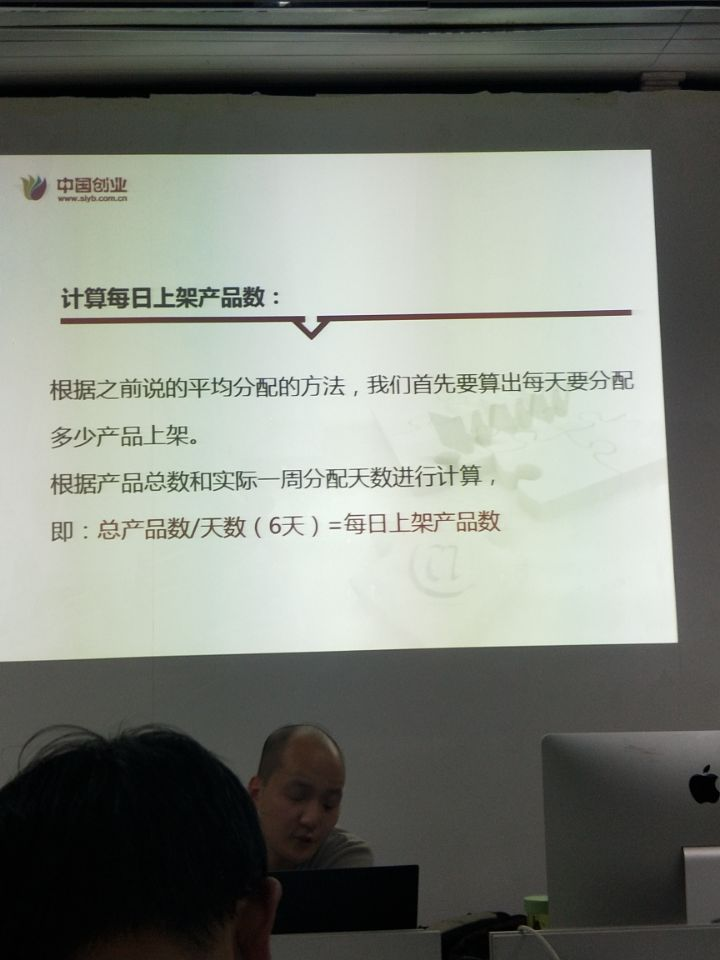 中国创业
www.siyb.com.cn
计算每日上架产品数：
根据之前说的平均分配的方法，我们首先要算出每天要分配
多少产品上架。
根据产品总数和实际一周分配天数进行计算，
即：总产品数/天数（6天）=每日上架产品数